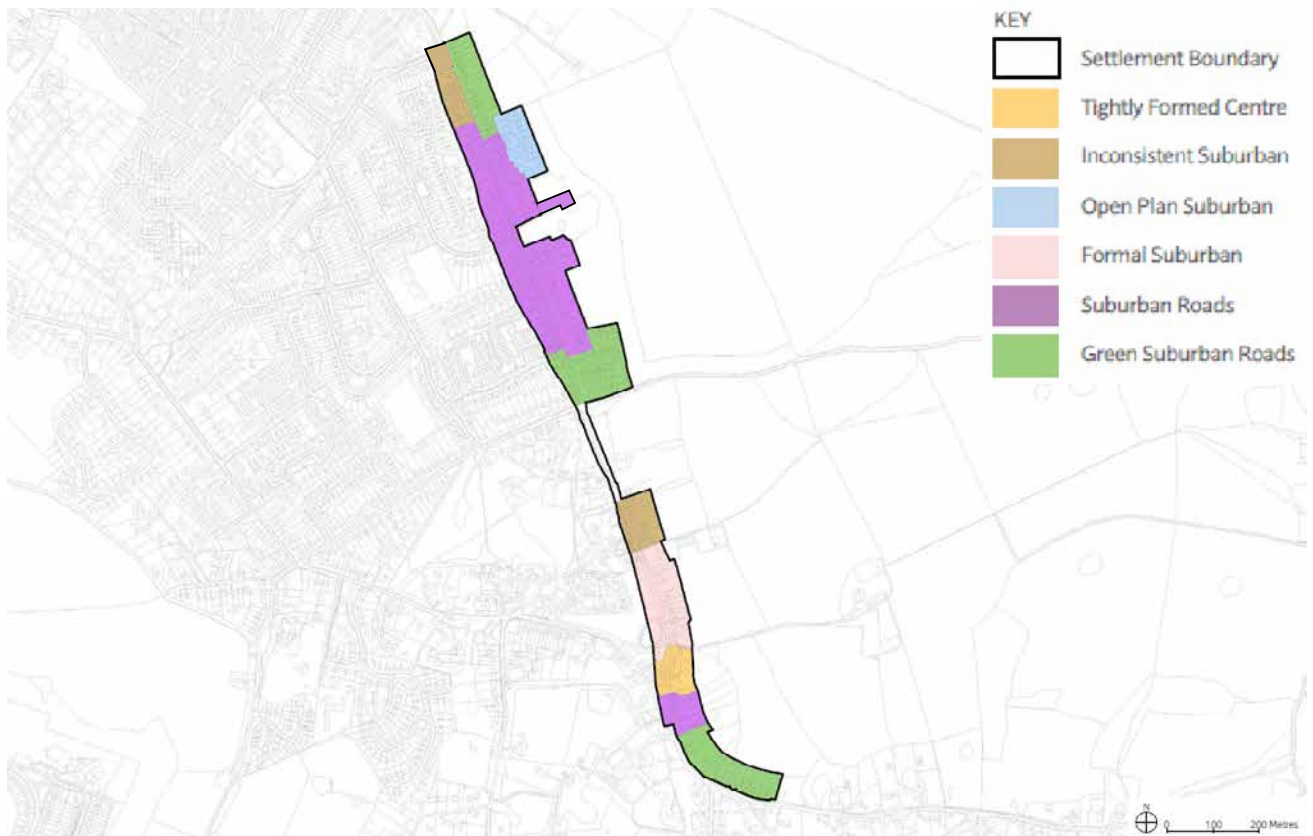 KEY
Settlement Boundary
Tightly Formed Centre
Inconsistent Suburban
Open Plan Suburban
Formal Suburban
Suburban Roads
Green Suburban Roads
N
0 100 200 Metres